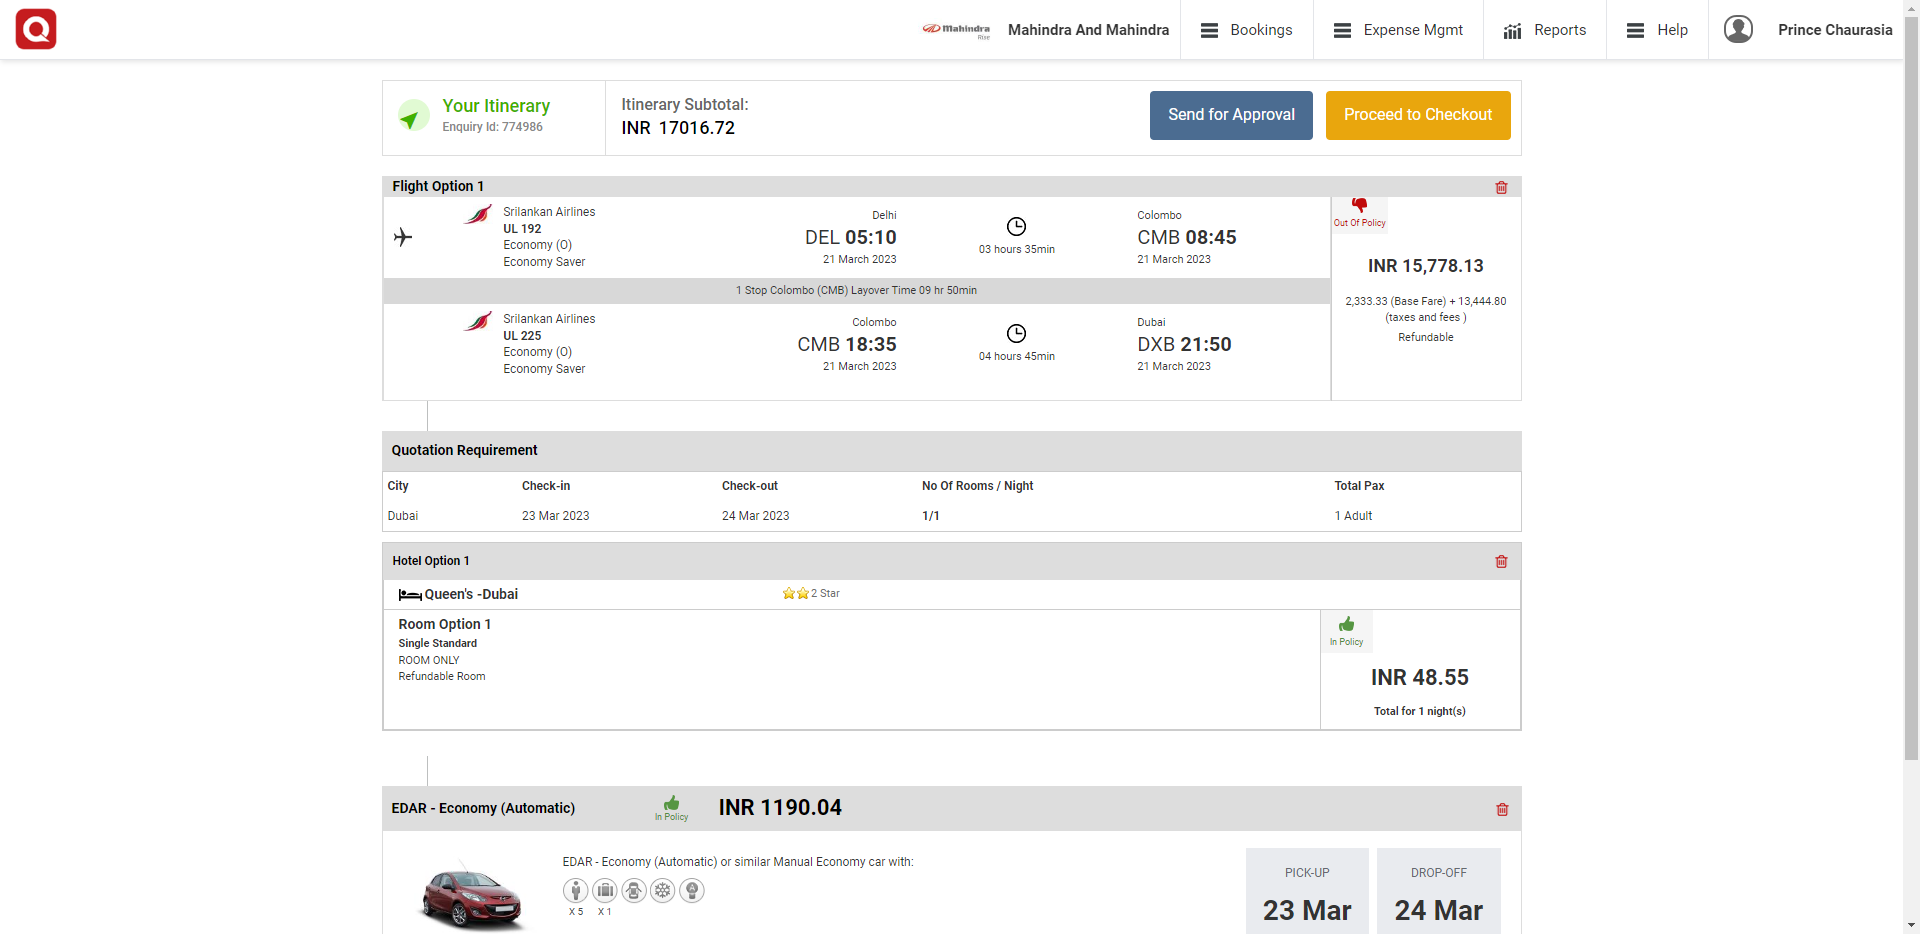 Q
mahindra
Rise
Mahindra And Mahindra
Bookings
Expense Mgmt
Reports
Help
Prince Chaurasia
Your Itinerary
Enquiry Id: 774986
Itinerary Subtotal:
INR 17016.72
Send for Approval
Proceed to Checkout
Flight Option 1
Srilankan Airlines
UL 192
Economy (O)
Economy Saver
Delhi
DEL 05:10
21 March 2023
03 hours 35min
Colombo
CMB 08:45
21 March 2023
Out Of Policy
INR 15,778.13
2,333.33 (Base Fare) + 13,444.80
(taxes and fees )
Refundable
1 Stop Colombo (CMB) Layover Time 09 hr 50min
Srilankan Airlines
UL 225
Economy (O)
Economy Saver
Colombo
CMB 18:35
21 March 2023
04 hours 45min
Dubai
DXB 21:50
21 March 2023
Quotation Requirement
City Check-in Check-out No Of Rooms / Night Total Pax
Dubai 23 Mar 2023 24 Mar 2023 1/1 1 Adult
Hotel Option 1
Queen's -Dubai
2 Star
Room Option 1
Single Standard
ROOM ONLY
Refundable Room
In Policy
INR 48.55
Total for 1 night(s)
EDAR - Economy (Automatic)
In Policy
INR 1190.04
EDAR - Economy (Automatic) or similar Manual Economy car with:
A
X 5 X 1
PICK-UP
23 Mar
DROP-OFF
24 Mar